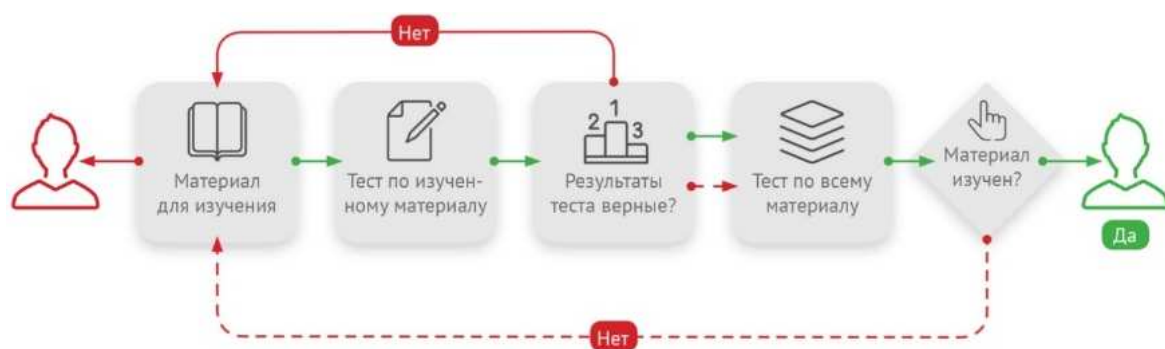 Нет
Материал
для изучения
Тест по изучен-
ному материалу
2 1 3
Результаты
теста верные?
Тест по всему
материалу
Материал
изучен?
Да
Нет